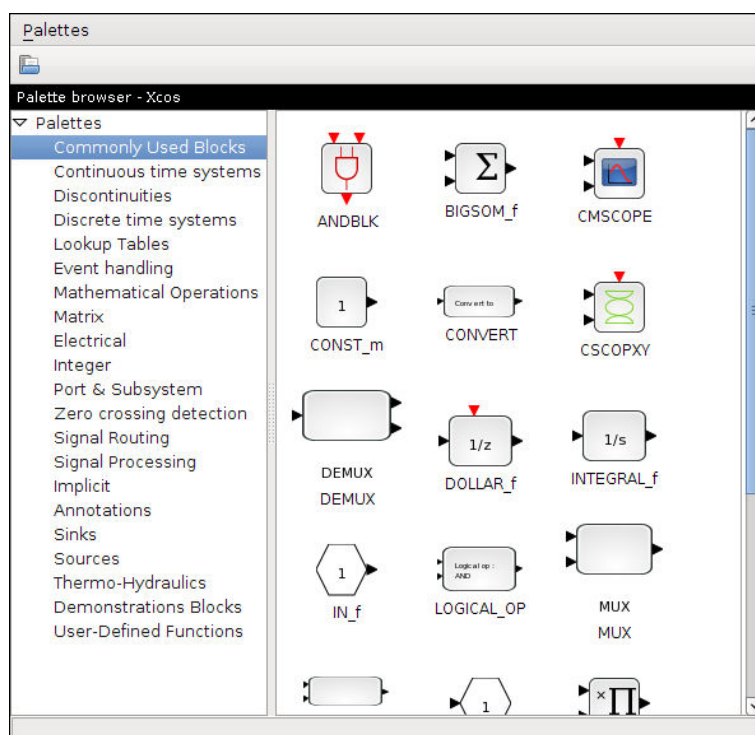 Palettes
Palette browser - Xcos
Palettes
Commonly Used Blocks
Continuous time systems
Discontinuities
Discrete time systems
Lookup Tables
Event handling
Mathematical Operations
Matrix
Electrical
Integer
Port & Subsystem
Zero crossing detection
Signal Routing
Signal Processing
Implicit
Annotations
Sinks
Sources
Thermo-Hydraulics
Demonstrations Blocks
User-Defined Functions
ANDBLK
Σ
BIGSOM_f
CMSCOPE
1
CONST_m
Convert to
CONVERT
CSCOPXY
DEMUX
DEMUX
1/z
DOLLAR_f
1/s
INTEGRAL_f
1
IN_f
Logical op :
AND
LOGICAL_OP
MUX
MUX
1
×∏